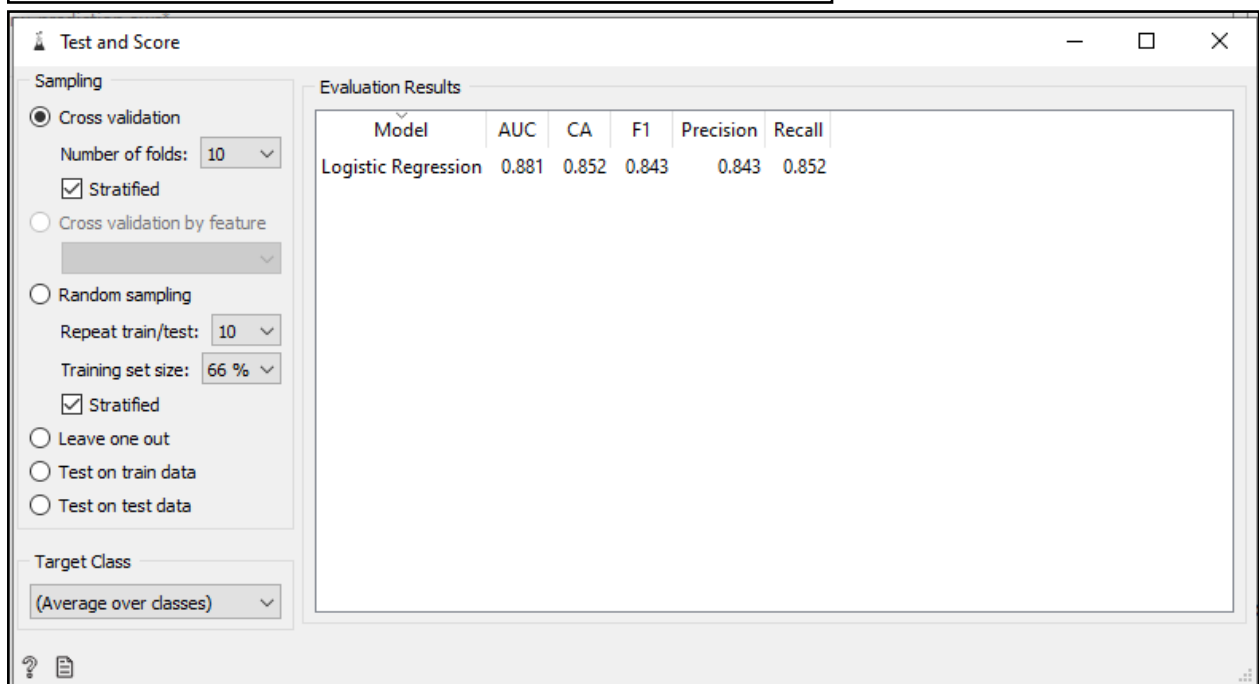 Test and Score
Sampling
Cross validation
Number of folds: 10
Stratified
Cross validation by feature
Random sampling
Repeat train/test: 10
Training set size: 66 %
Stratified
Leave one out
Test on train data
Test on test data
Target Class
(Average over classes)
Evaluation Results
Model AUC CA F1 Precision Recall
Logistic Regression 0.881 0.852 0.843 0.843 0.852
?